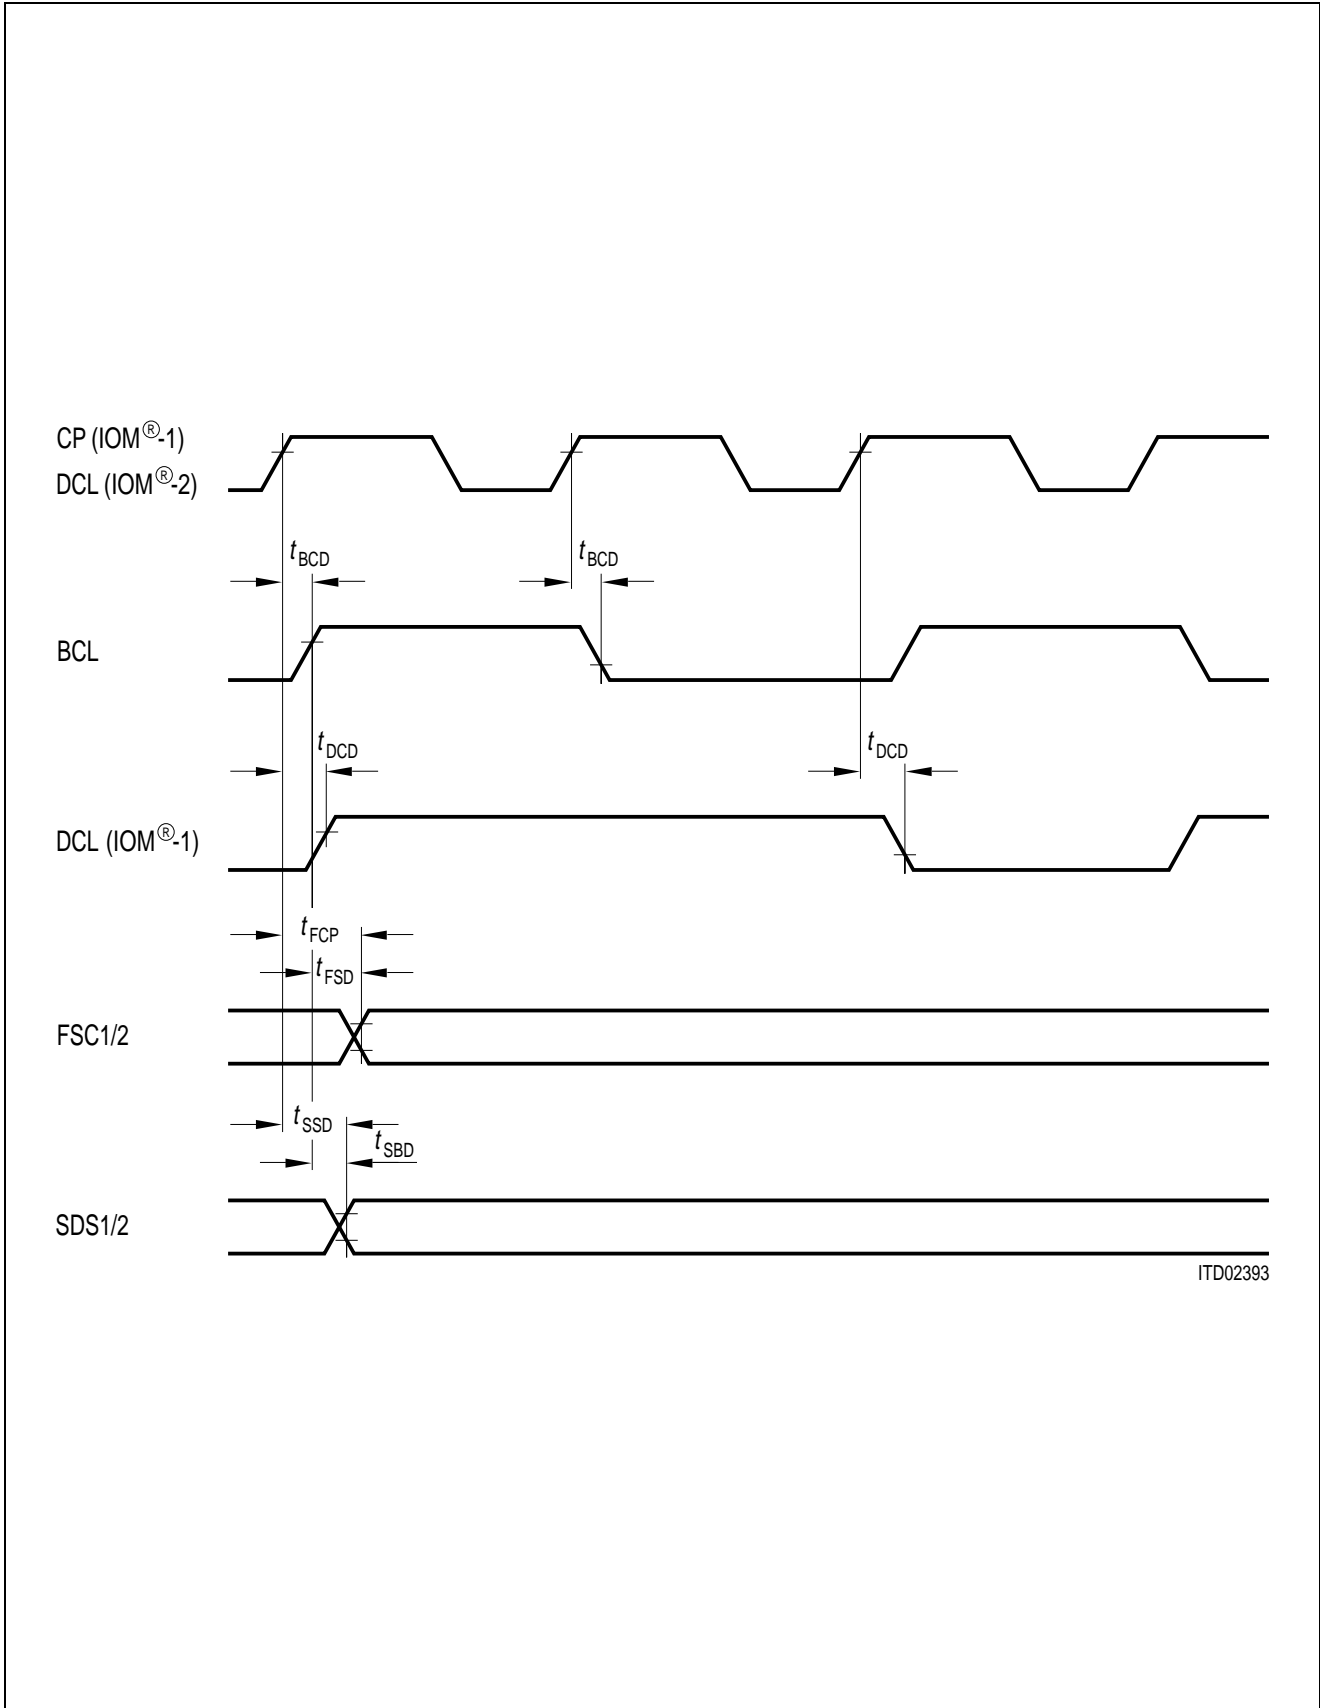 CP (IOM®-1)
DCL (IOM®-2)
tBCD tBCD
BCL
tDCD tDCD
DCL (IOM®-1)
tFCP
tFSD
FSC1/2
tSSD
tSBD
SDS1/2
ITD02393